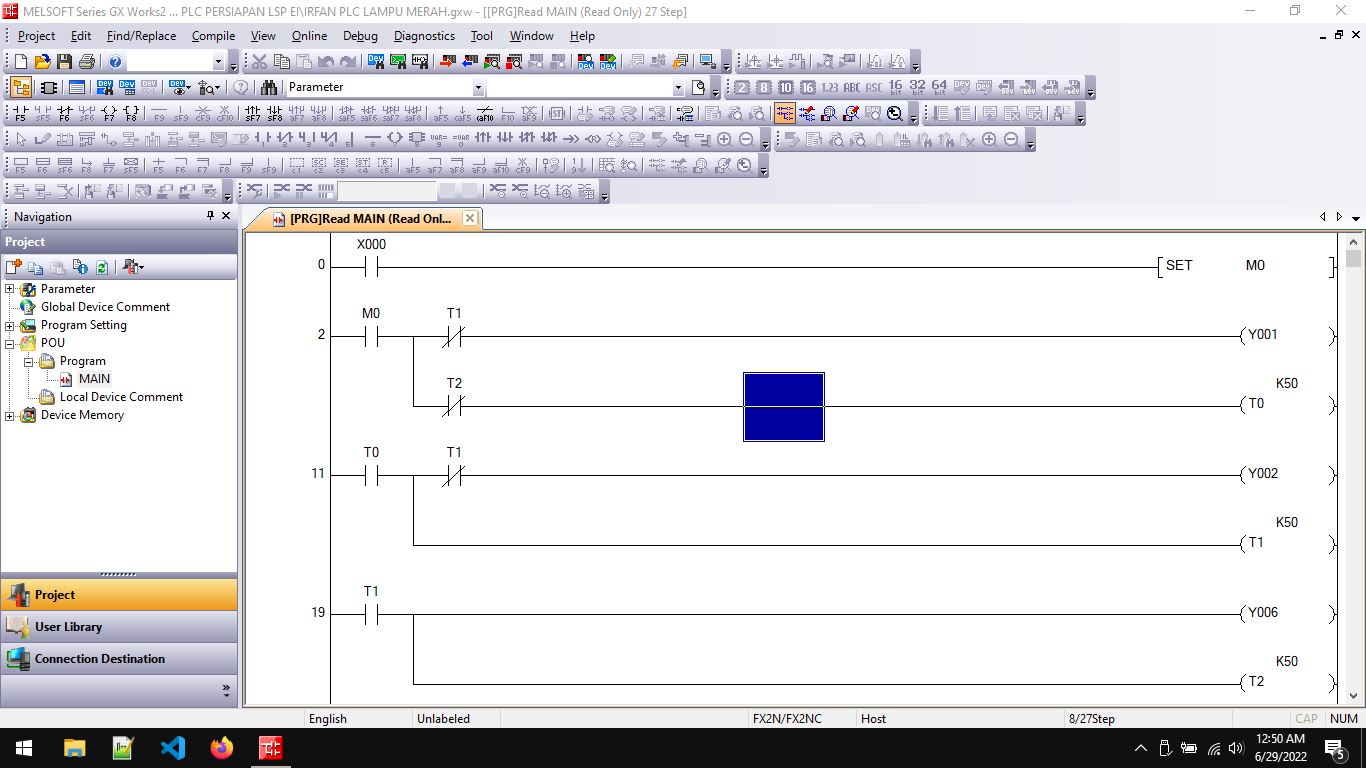 MELSOFT Series GX Works2 ... PLC PERSIAPAN LSP EI\IRFAN PLC LAMPU MERAH.gxw - [[PRG]Read MAIN (Read Only) 27 Step]
Project Edit Find/Replace Compile View Online Debug Diagnostics Tool Window Help
Parameter
Navigation
[PRG]Read MAIN (Read Onl...
Project
Parameter
Global Device Comment
Program Setting
POU
Program
MAIN
Local Device Comment
Device Memory
Project
User Library
Connection Destination
X000
0 SET M0
M0 T1
2 Y001
T2 K50
T0
T0 T1
11 Y002
K50
T1
T1
19 Y006
K50
T2
English Unlabeled FX2N/FX2NC Host 8/27Step CAP NUM
12:50 AM
6/29/2022
5